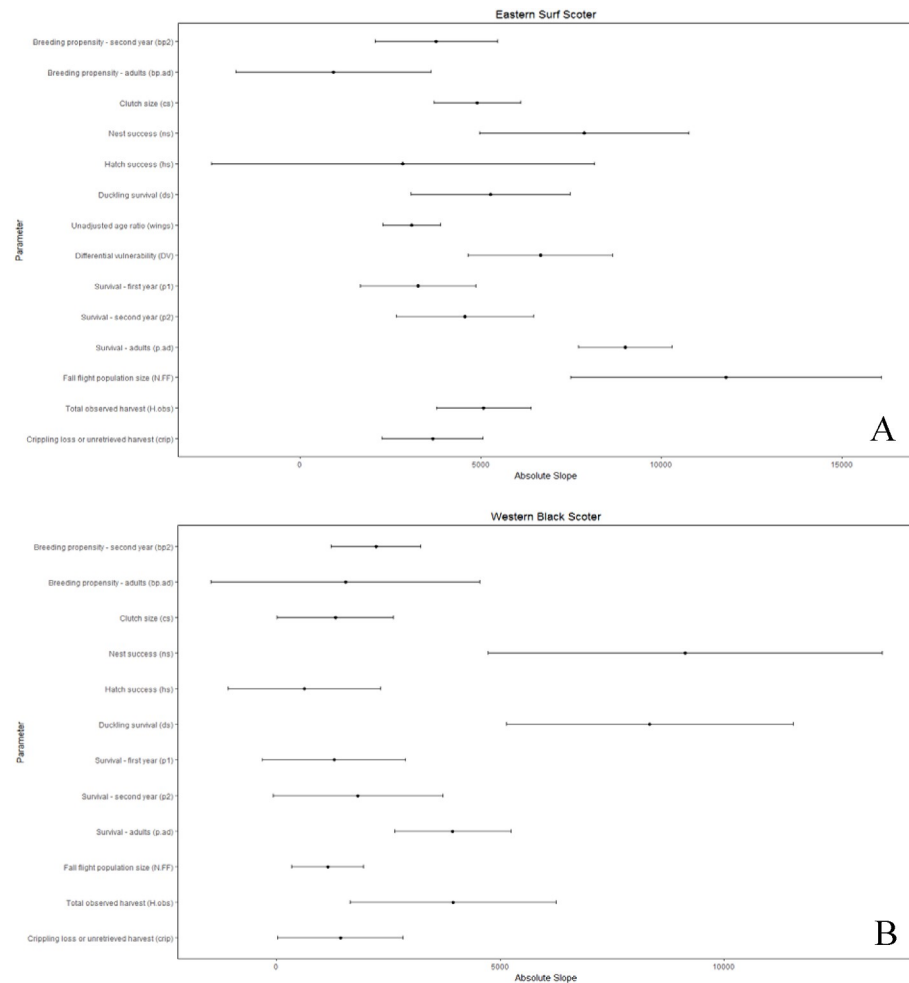 Eastern Surf Scoter
Breeding propensity - second year (bp2)
Breeding propensity - adults (bp.ad)
Clutch size (cs)
Nest success (ns)
Hatch success (hs)
Duckling survival (ds)
Unadjusted age ratio (wings)
Differential vulnerability (DV)
Survival - first year (p1)
Survival - second year (p2)
Survival - adults (p.ad)
Fall flight population size (N.FF)
Total observed harvest (H.obs)
Crippling loss or unretrieved harvest (crip)
Parameter
A
0 5000 10000 15000
Absolute Slope
Western Black Scoter
Breeding propensity - second year (bp2)
Breeding propensity - adults (bp.ad)
Clutch size (cs)
Nest success (ns)
Hatch success (hs)
Duckling survival (ds)
Survival - first year (p1)
Survival - second year (p2)
Survival - adults (p.ad)
Fall flight population size (N.FF)
Total observed harvest (H.obs)
Crippling loss or unretrieved harvest (crip)
Parameter
B
0 5000 10000
Absolute Slope